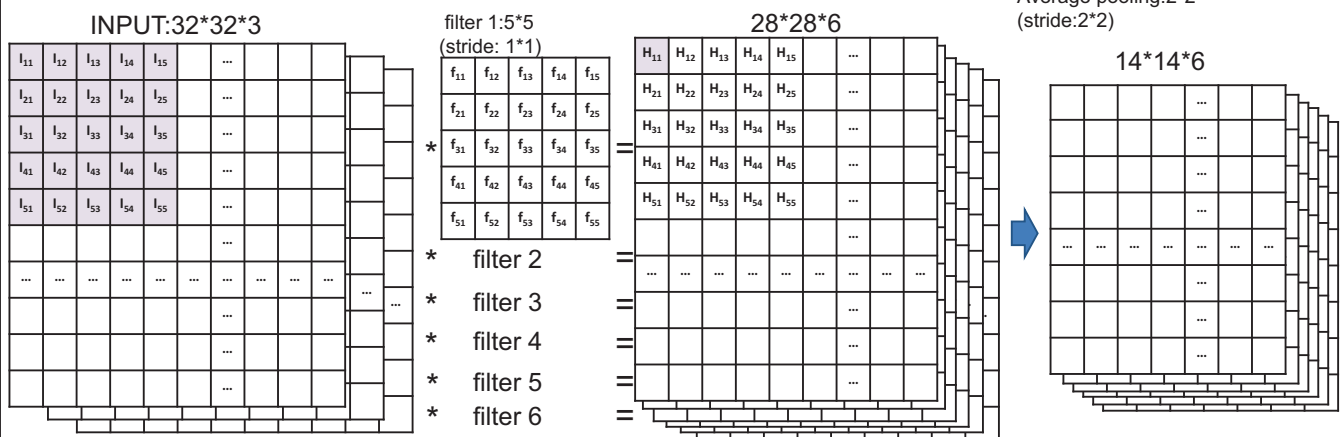 Average pooling:2*2
(stride:2*2)
INPUT:32*32*3
filter 1:5*5
(stride: 1*1)
28*28*6
14*14*6
I11 I12 I13 I14 I15 ...
I21 I22 I23 I24 I25 ...
I31 I32 I33 I34 I35 ...
I41 I42 I43 I44 I45 ...
I51 I52 I53 I54 I55 ...
...
... ... ... ... ... ... ... ... ... ... ...
...
...
...
*
f11 f12 f13 f14 f15
f21 f22 f23 f24 f25
f31 f32 f33 f34 f35
f41 f42 f43 f44 f45
f51 f52 f53 f54 f55
=
* filter 2 =
* filter 3 =
* filter 4 =
* filter 5 =
* filter 6 =
H11 H12 H13 H14 H15 ...
H21 H22 H23 H24 H25 ...
H31 H32 H33 H34 H35 ...
H41 H42 H43 H44 H45 ...
H51 H52 H53 H54 H55 ...
...
... ... ... ... ... ... ... ... ...
...
...
...
...
...
...
...
... ... ... ... ... ... ...
...
...
...